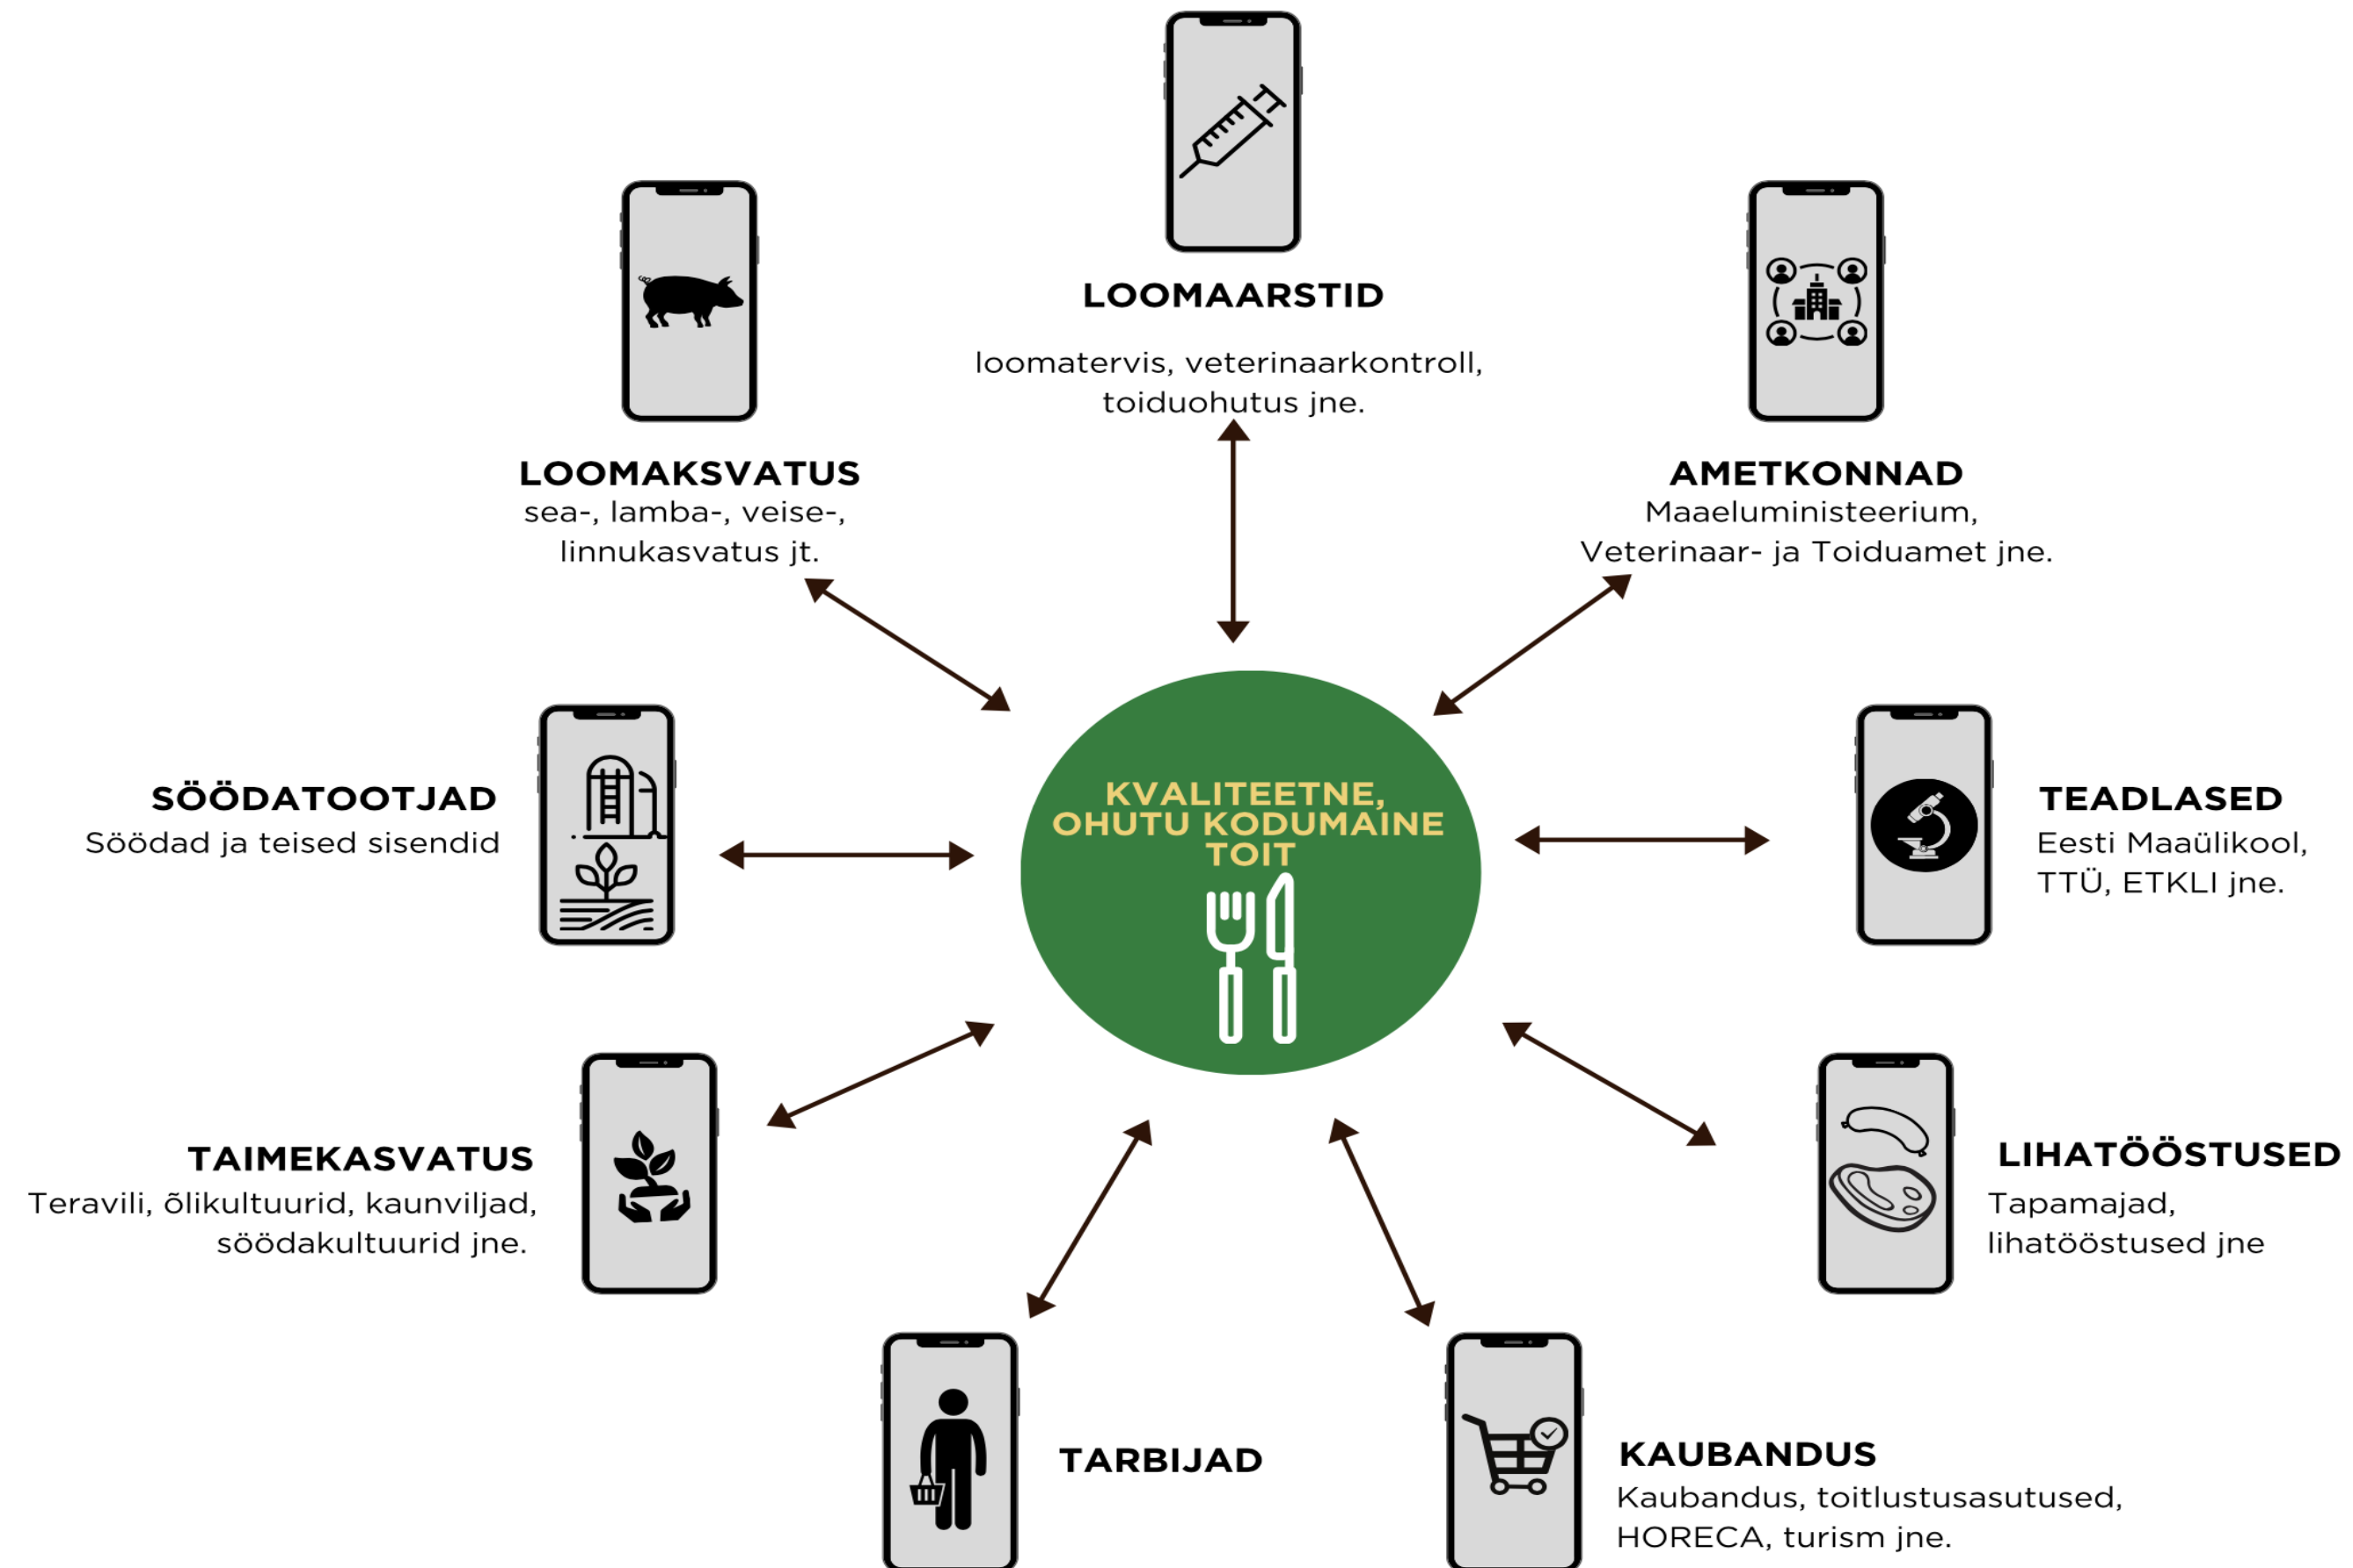 LOOMAARSTID
loomatervis, veterinaarkontroll,
toiduohutus jne.
LOOMAKSVATUS
sea-, lamba-, veise-,
linnukasvatus jt.
AMETKONNAD
Maaeluministeerium,
Veterinaar- ja Toiduamet jne.
SÖÖDATOOTJAD
Söödad ja teised sisendid
KVALITEETNE,
OHUTU KODUMAINE
TOIT
TEADLASED
Eesti Maaülikool,
TTÜ, ETKLI jne.
TAIMEKASVATUS
Teravili, õlikultuurid, kaunviljad,
söödakultuurid jne.
LIHATÖÖSTUSED
Tapamajad,
lihatööstused jne
TARBIJAD
KAUBANDUS
Kaubandus, toitlustusasutused,
HORECA, turism jne.